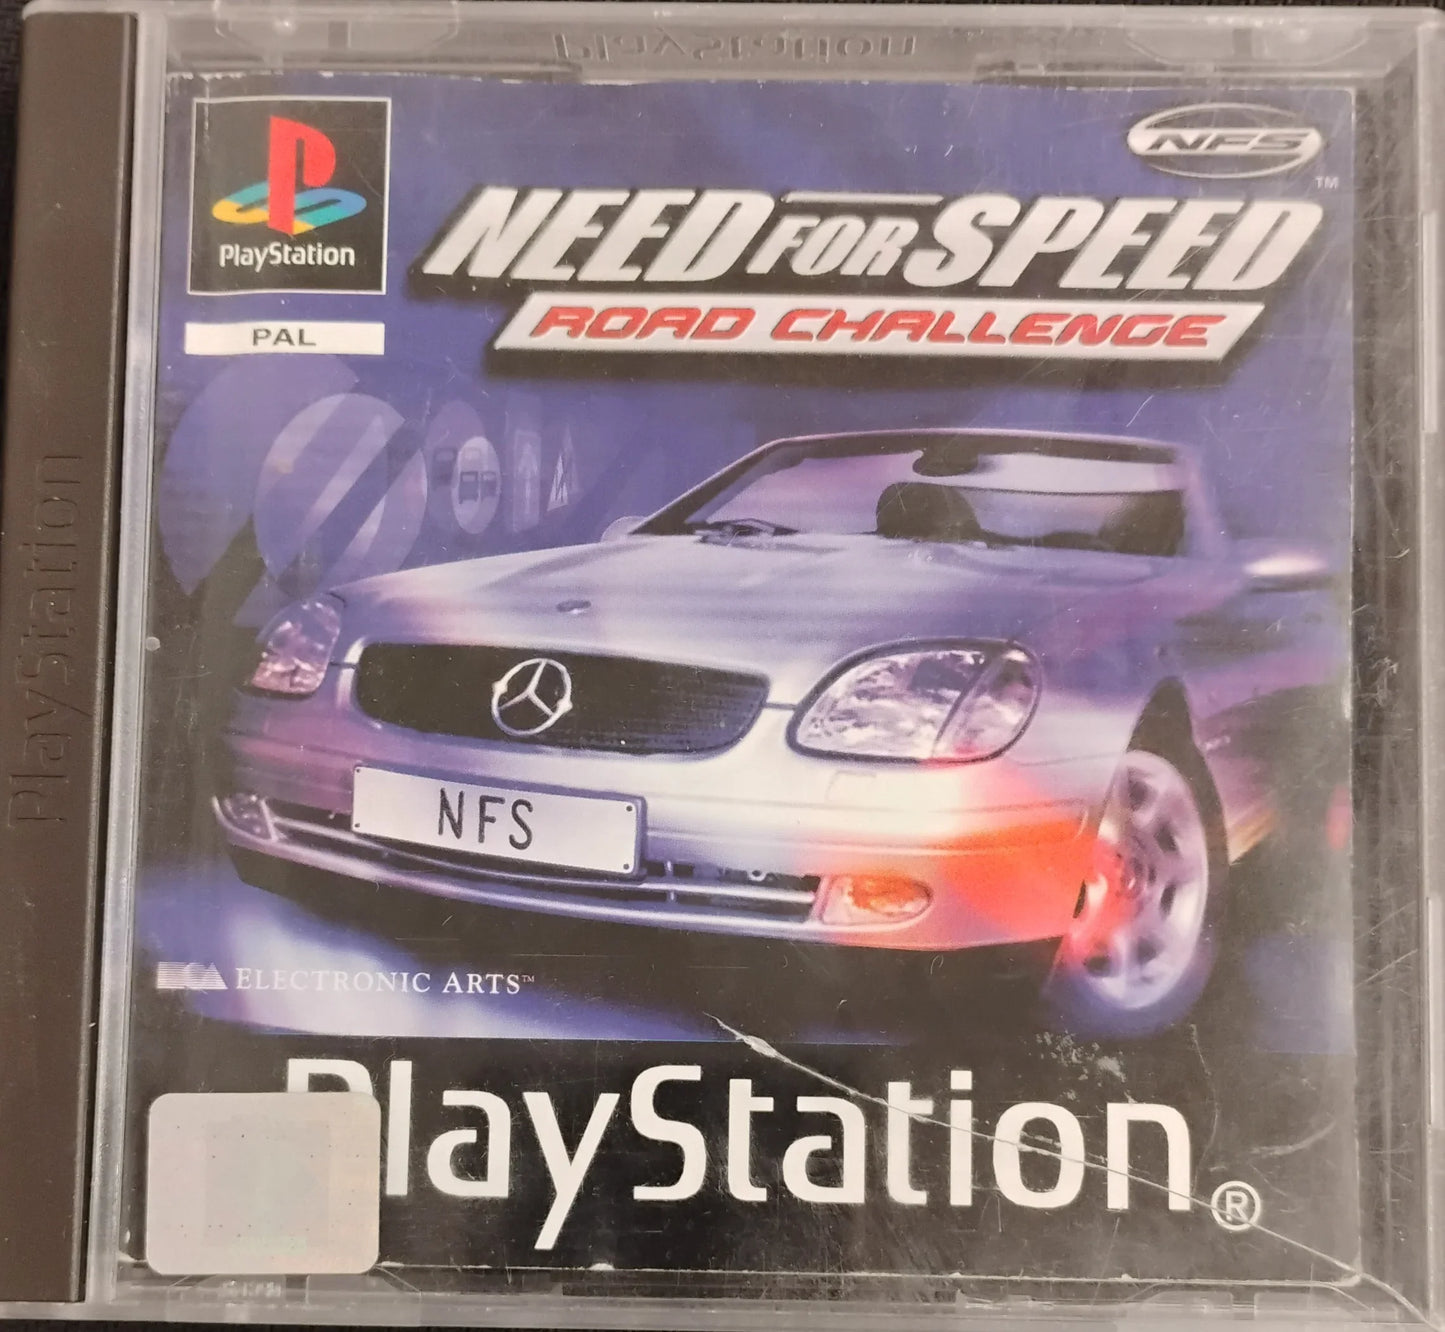 PlayStation
NFS
TM
PlayStation
NEED FOR SPEED
ROAD CHALLENGE
PAL
PlayStation
NFS
ELECTRONIC ARTS™
PlayStation®